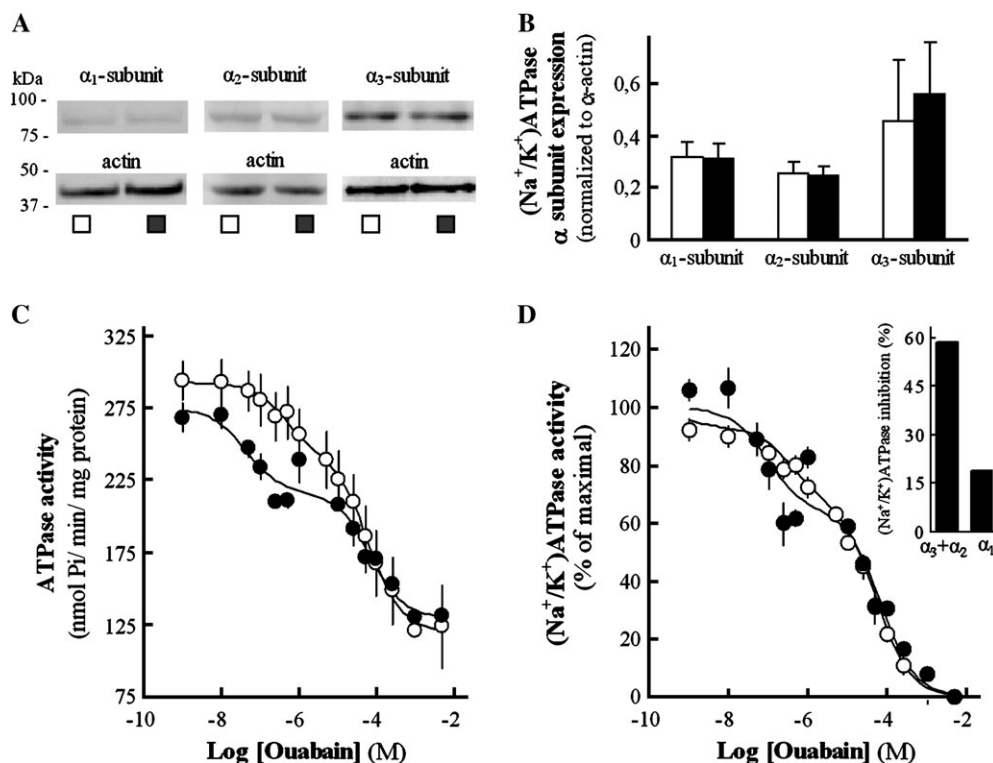 A
kDa
α₁-subunit α₂-subunit α₃-subunit
100 -
75 -
actin actin actin
50 -
37 -
B
(Na⁺/K⁺)ATPase
α subunit expression
(normalized to α-actin)
0,6
0,4
0,2
0
α₁-subunit α₂-subunit α₃-subunit
C
ATPase activity
(nmol Pi/ min/ mg protein)
325
275
225
175
125
75
-10 -8 -6 -4 -2
Log [Ouabain] (M)
D
(Na⁺/K⁺)ATPase activity
(% of maximal)
120
100
80
60
40
20
0
-10 -8 -6 -4 -2
Log [Ouabain] (M)
(Na⁺/K⁺)ATPase inhibition (%)
60
45
30
15
0
α₃+α₂ α₁